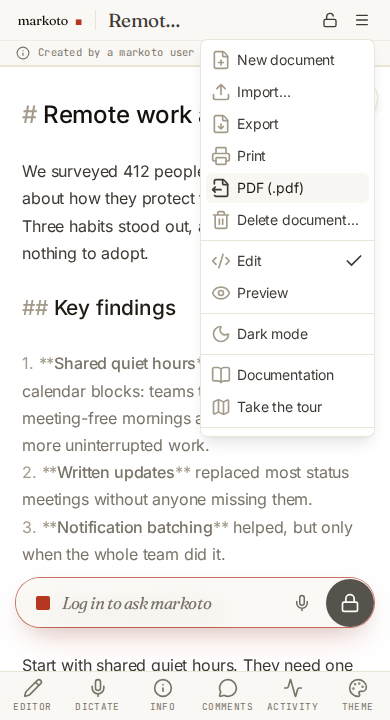 markoto
Remot...
Created by a markoto user
New document
Import...
Export
Print
PDF (.pdf)
Delete document...
Edit
Preview
Dark mode
Documentation
Take the tour
# Remote work
We surveyed 412 people
about how they protect
Three habits stood out,
nothing to adopt.
## Key findings
1. **Shared quiet hours*
calendar blocks: teams
meeting-free mornings
more uninterrupted work.
2. **Written updates** replaced most status
meetings without anyone missing them.
3. **Notification batching** helped, but only
when the whole team did it.
Log in to ask markoto
Start with shared quiet hours. They need one
EDITOR
DICTATE
INFO
COMMENTS
ACTIVITY
THEME